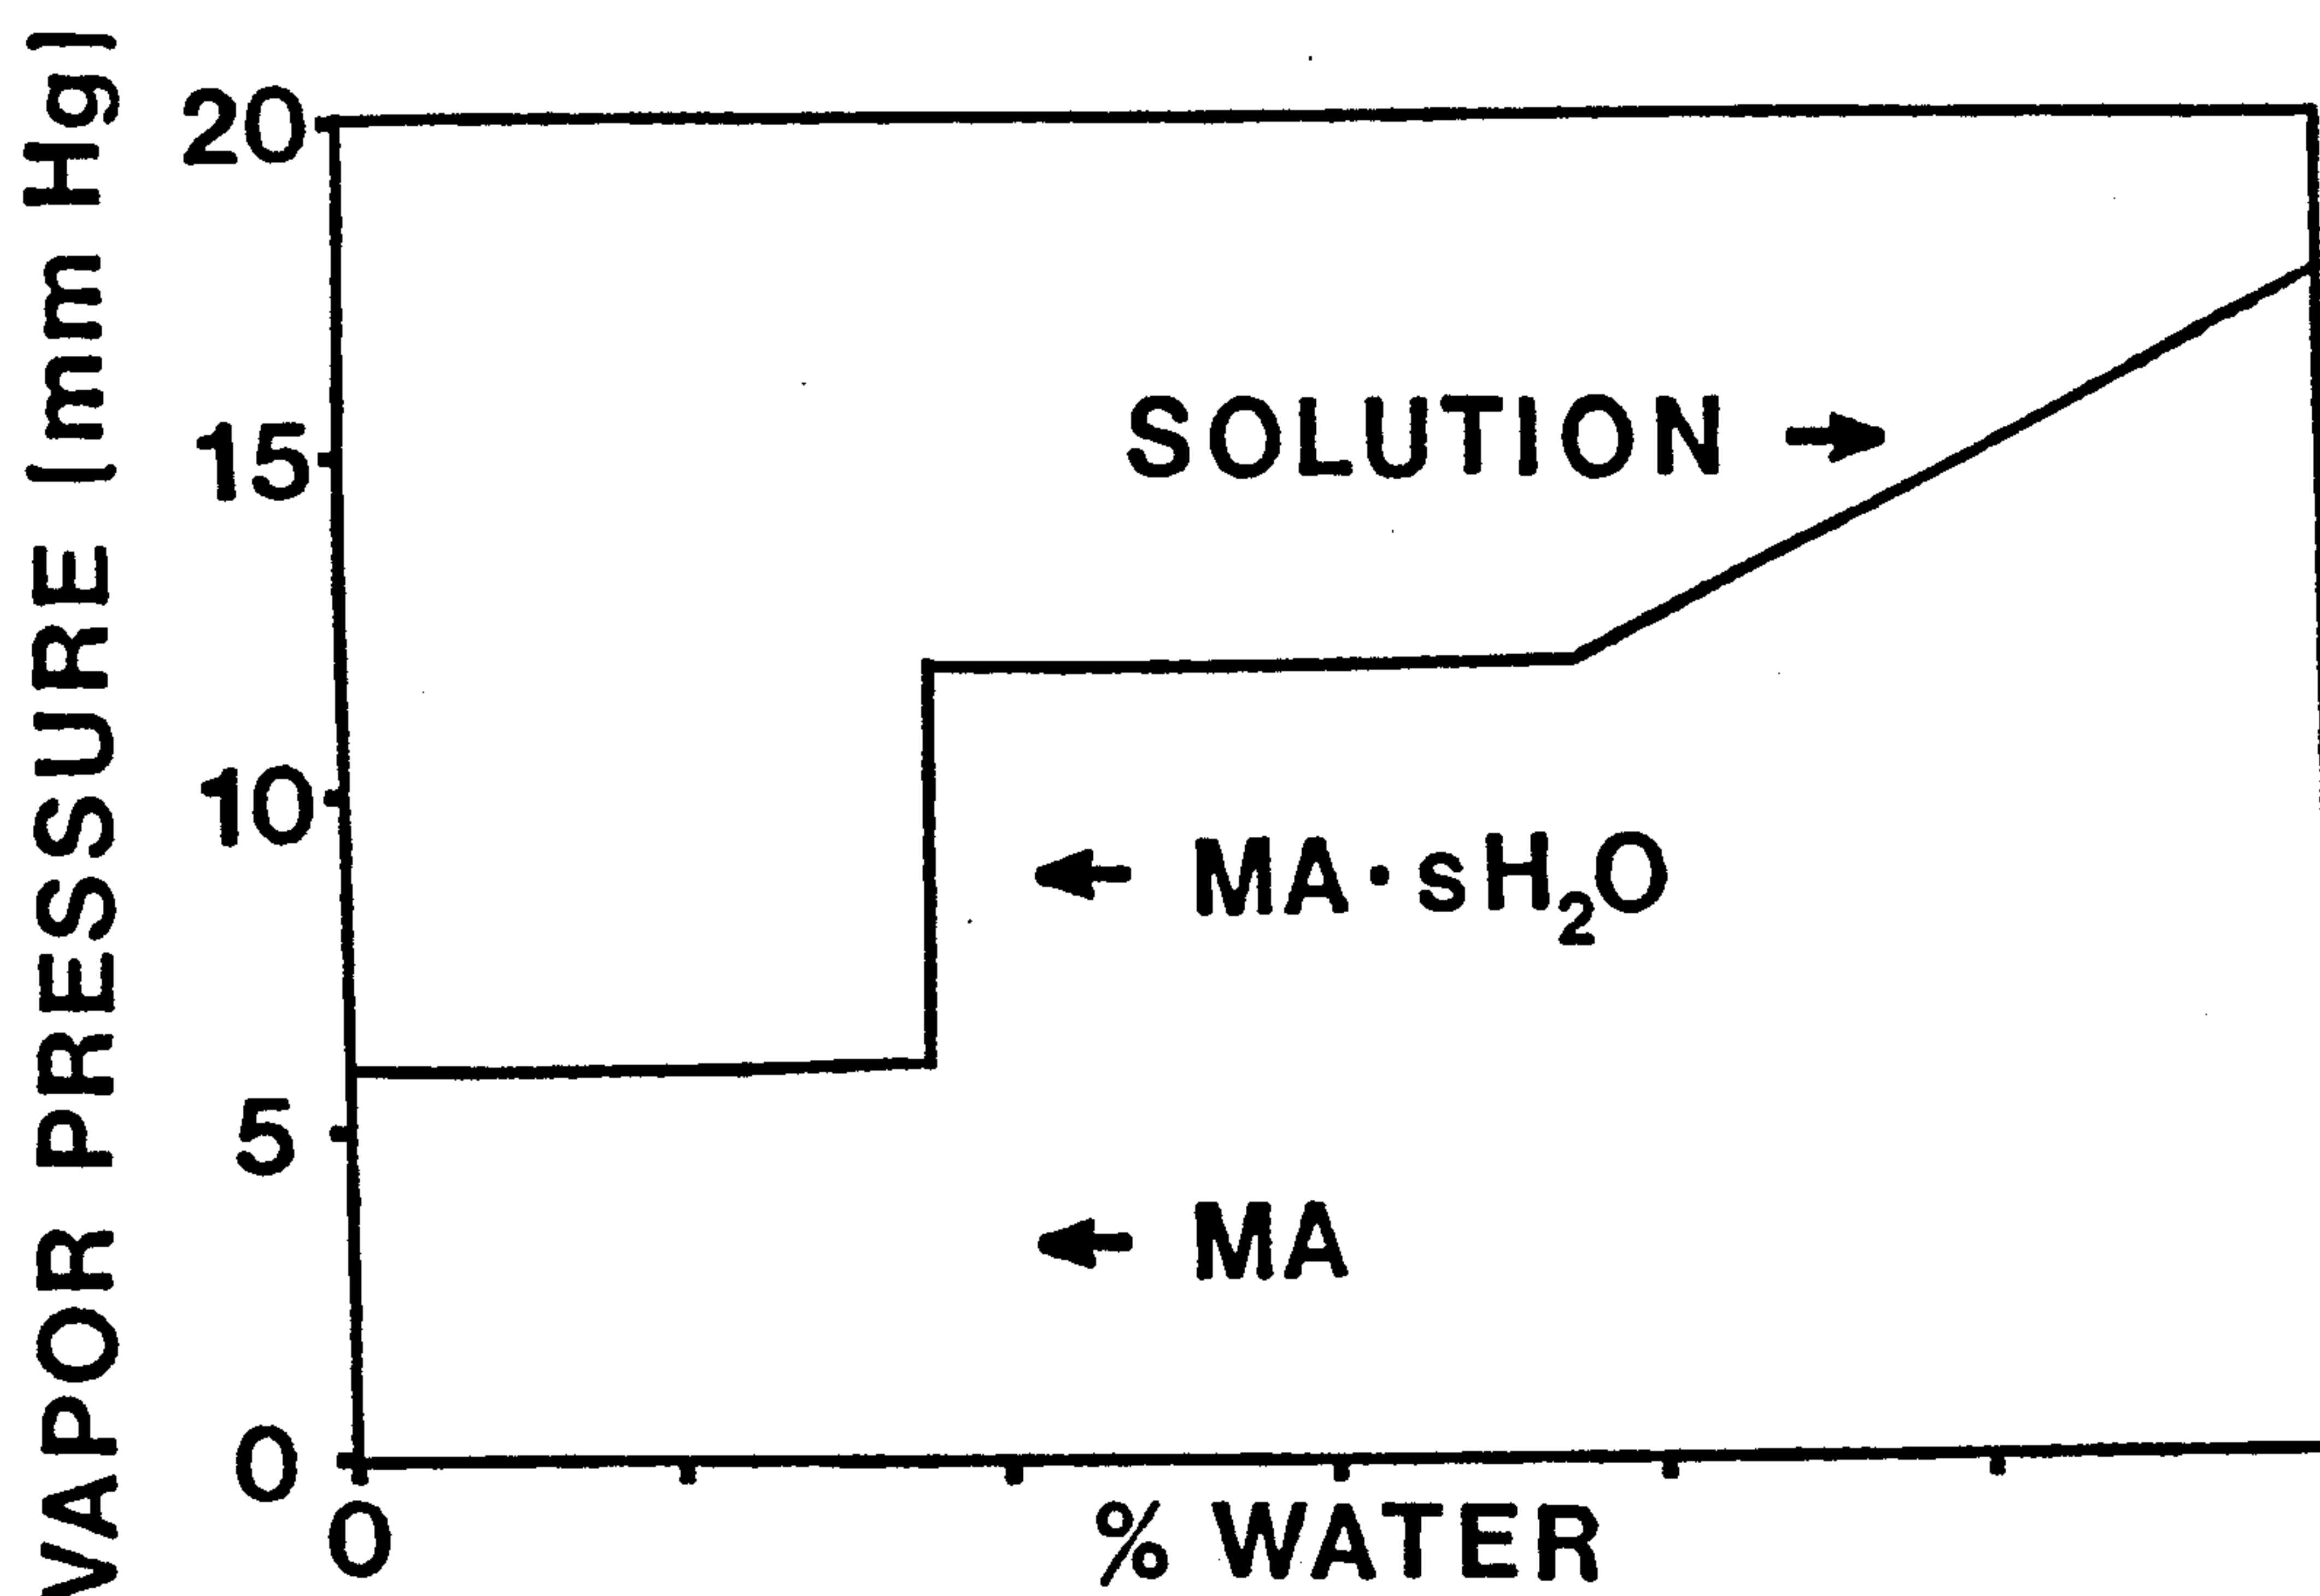 VAPOR PRESSURE (mm Hg)
20
15
10
5
0
SOLUTION →
← MA·sH₂O
← MA
0
% WATER